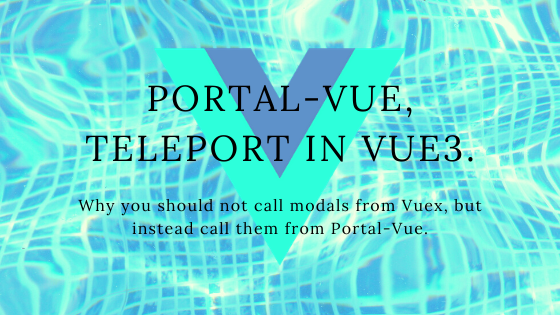 PORTAL-VUE,
TELEPORT IN VUE3.
Why you should not call modals from Vuex, but
instead call them from Portal-Vue.